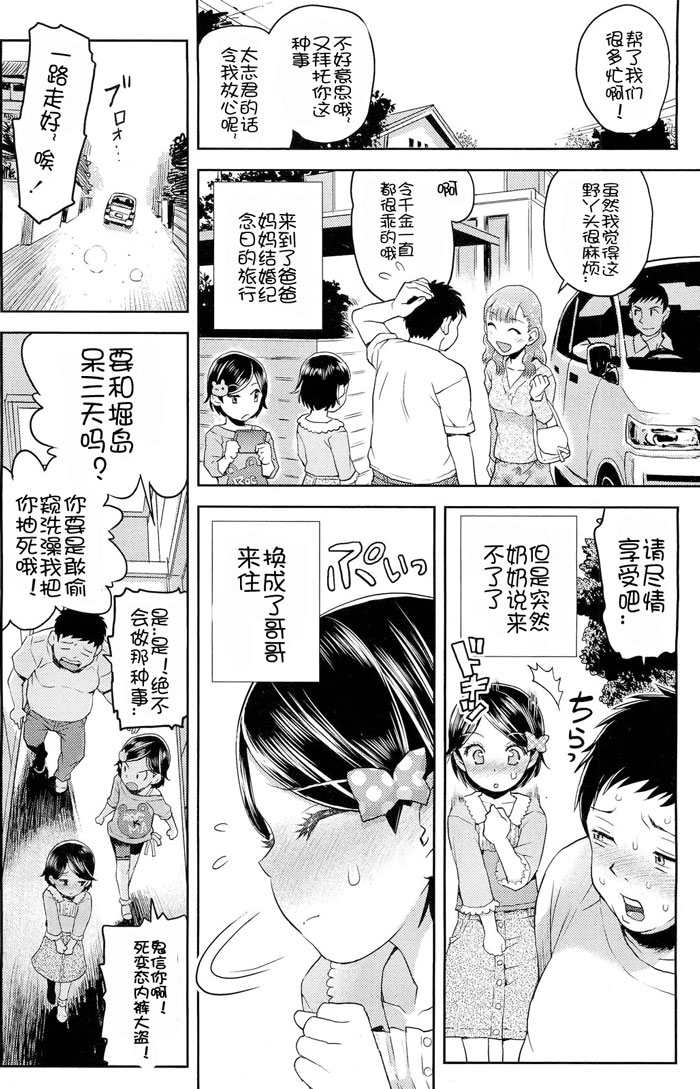 帮了我们
很多忙啊!
不好意思哦~
又拜托你这
种事
太志君的话
令我放心呢~
虽然我觉得这
野丫头很麻烦…
啊
令千金一直
都很乖的哦
来到了爸爸
妈妈结婚纪
念日的旅行
请尽情
享受吧…
但是突然
奶奶说来
不了了
ドキッ
ちらっ
换成了哥哥
来住
ぷいっ
一路走好~
唉!
ブロォ…
要和堀岛
呆三天吗?
你要是敢偷
窥洗澡我把
你抽死哦!
是…是!绝不
会做那种事…
鬼信你啊!
死变态内裤大盗!